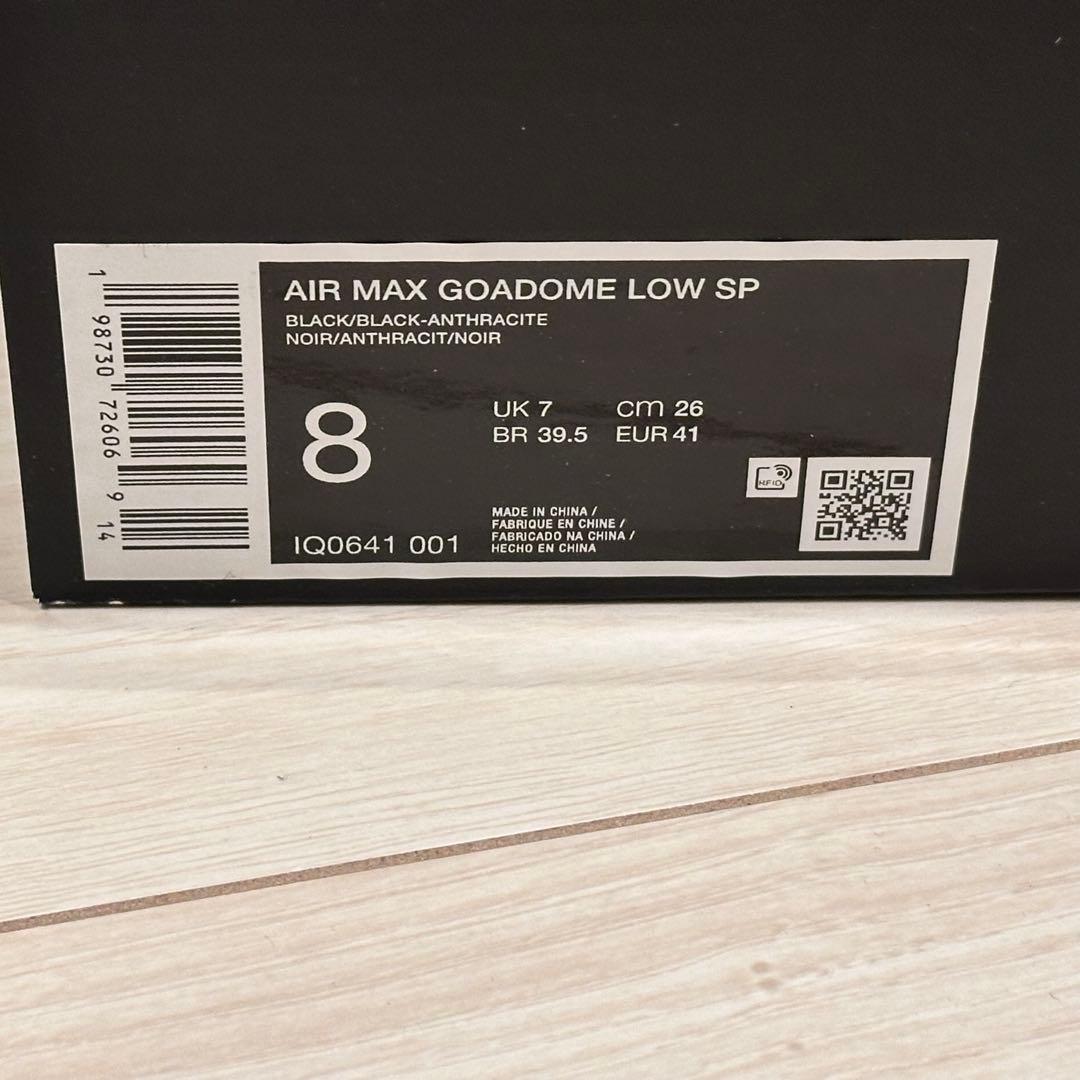 AIR MAX GOADOME LOW SP
BLACK/BLACK-ANTHRACITE
NOIR/ANTHRACIT/NOIR
8
UK 7 cm 26
BR 39.5 EUR 41
RFID
MADE IN CHINA /
FABRIQUE EN CHINE /
FABRICADO NA CHINA /
HECHO EN CHINA
IQ0641 001
1 98730 72606 9 14